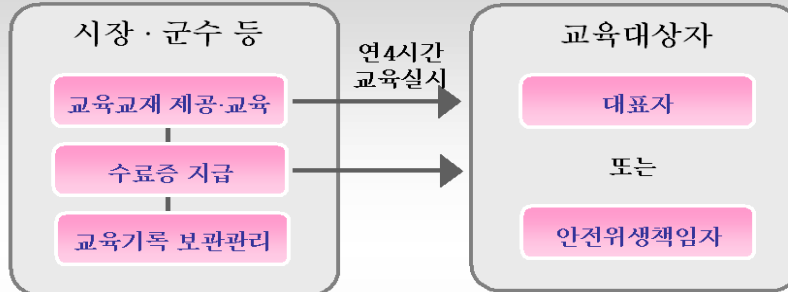 시장 · 군수 등
교육교재 제공·교육
수료증 지급
교육기록 보관관리
연4시간
교육실시
교육대상자
대표자
또는
안전위생책임자